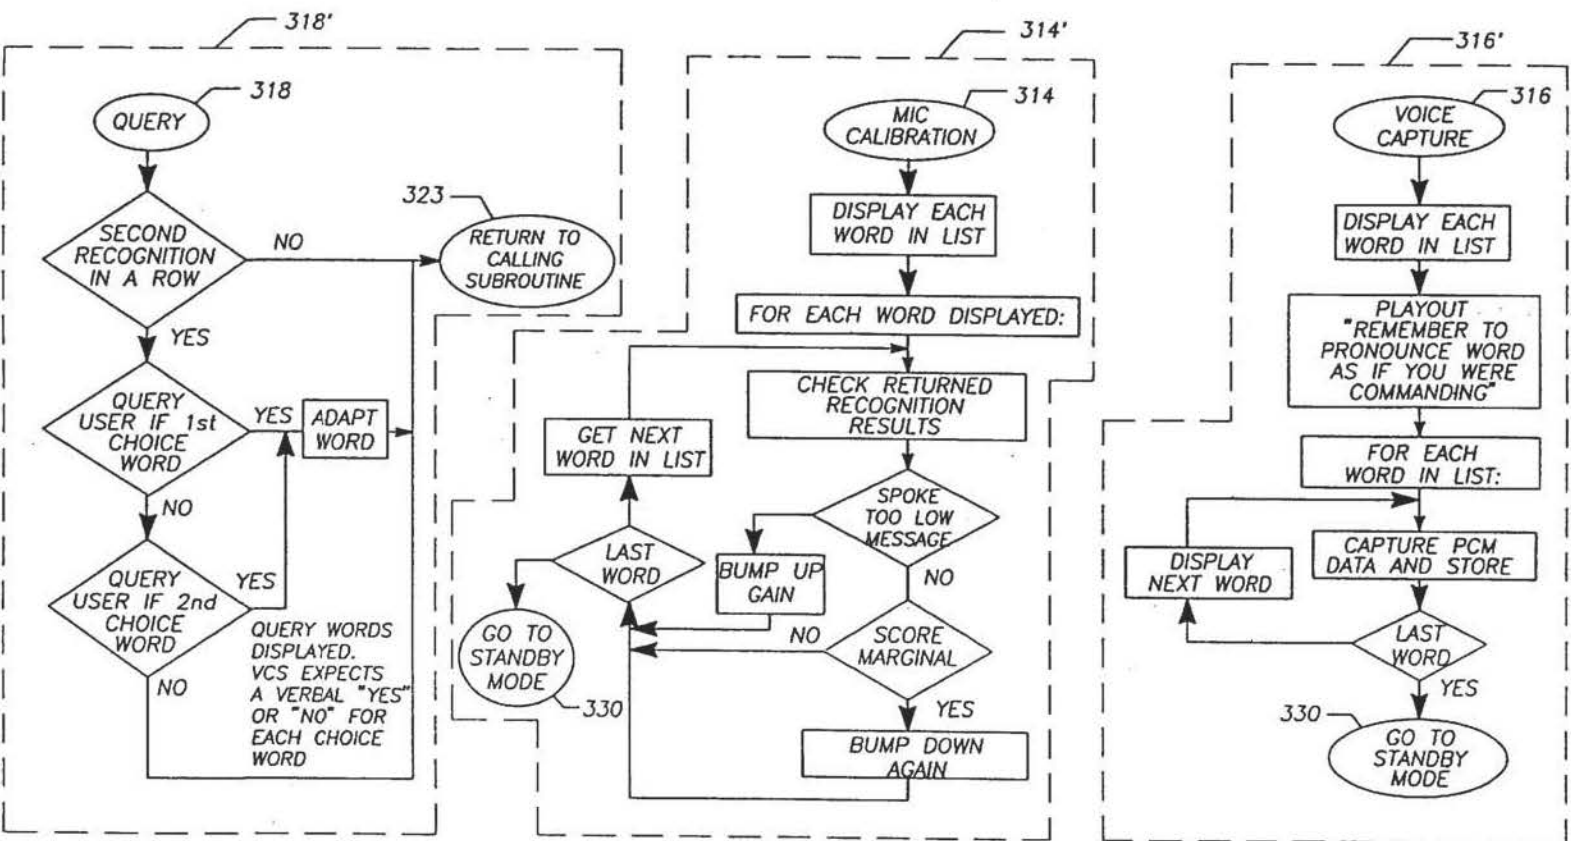 318'
318
QUERY
SECOND
RECOGNITION
IN A ROW
NO
323
RETURN TO
CALLING
SUBROUTINE
YES
QUERY
USER IF 1st
CHOICE
WORD
YES
ADAPT
WORD
NO
QUERY
USER IF 2nd
CHOICE
WORD
YES
NO
QUERY WORDS
DISPLAYED.
VCS EXPECTS
A VERBAL "YES"
OR "NO" FOR
EACH CHOICE
WORD
314'
314
MIC
CALIBRATION
DISPLAY EACH
WORD IN LIST
FOR EACH WORD DISPLAYED:
CHECK RETURNED
RECOGNITION
RESULTS
GET NEXT
WORD IN LIST
SPOKE
TOO LOW
MESSAGE
LAST
WORD
BUMP UP
GAIN
NO
GO TO
STANDBY
MODE
330
NO
SCORE
MARGINAL
YES
BUMP DOWN
AGAIN
316'
316
VOICE
CAPTURE
DISPLAY EACH
WORD IN LIST
PLAYOUT
"REMEMBER TO
PRONOUNCE WORD
AS IF YOU WERE
COMMANDING"
FOR EACH
WORD IN LIST:
CAPTURE PCM
DATA AND STORE
DISPLAY
NEXT WORD
LAST
WORD
YES
330
GO TO
STANDBY
MODE